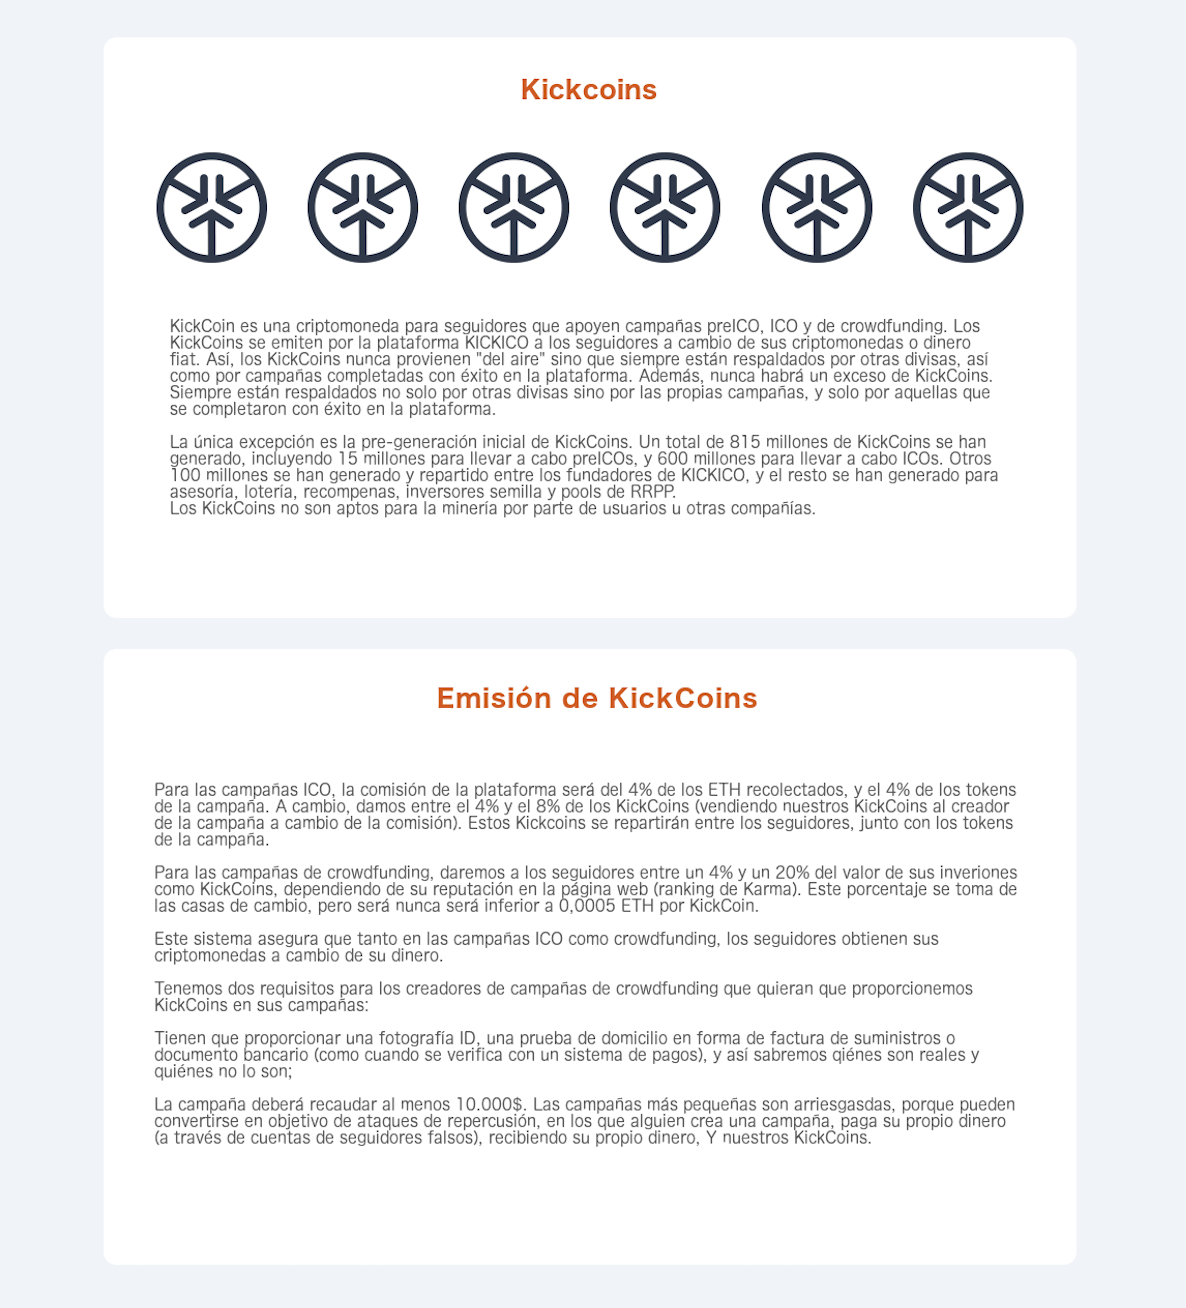 Kickcoins
KickCoin es una criptomoneda para seguidores que apoyen campañas preICO, ICO y de crowdfunding. Los
KickCoins se emiten por la plataforma KICKICO a los seguidores a cambio de sus criptomonedas o dinero
fiat. Así, los KickCoins nunca provienen "del aire" sino que siempre están respaldados por otras divisas, así
como por campañas completadas con éxito en la plataforma. Además, nunca habrá un exceso de KickCoins.
Siempre están respaldados no solo por otras divisas sino por las propias campañas, y solo por aquellas que
se completaron con éxito en la plataforma.
La única excepción es la pre-generación inicial de KickCoins. Un total de 815 millones de KickCoins se han
generado, incluyendo 15 millones para llevar a cabo preICOs, y 600 millones para llevar a cabo ICOs. Otros
100 millones se han generado y repartido entre los fundadores de KICKICO, y el resto se han generado para
asesoría, lotería, recompenas, inversores semilla y pools de RRPP.
Los KickCoins no son aptos para la minería por parte de usuarios u otras compañías.
Emisión de KickCoins
Para las campañas ICO, la comisión de la plataforma será del 4% de los ETH recolectados, y el 4% de los tokens
de la campaña. A cambio, damos entre el 4% y el 8% de los KickCoins (vendiendo nuestros KickCoins al creador
de la campaña a cambio de la comisión). Estos Kickcoins se repartirán entre los seguidores, junto con los tokens
de la campaña.
Para las campañas de crowdfunding, daremos a los seguidores entre un 4% y un 20% del valor de sus inveriones
como KickCoins, dependiendo de su reputación en la página web (ranking de Karma). Este porcentaje se toma de
las casas de cambio, pero será nunca será inferior a 0,0005 ETH por KickCoin.
Este sistema asegura que tanto en las campañas ICO como crowdfunding, los seguidores obtienen sus
criptomonedas a cambio de su dinero.
Tenemos dos requisitos para los creadores de campañas de crowdfunding que quieran que proporcionemos
KickCoins en sus campañas:
Tienen que proporcionar una fotografía ID, una prueba de domicilio en forma de factura de suministros o
documento bancario (como cuando se verifica con un sistema de pagos), y así sabremos qiénes son reales y
quiénes no lo son;
La campaña deberá recaudar al menos 10.000$. Las campañas más pequeñas son arriesgasdas, porque pueden
convertirse en objetivo de ataques de repercusión, en los que alguien crea una campaña, paga su propio dinero
(a través de cuentas de seguidores falsos), recibiendo su propio dinero, Y nuestros KickCoins.